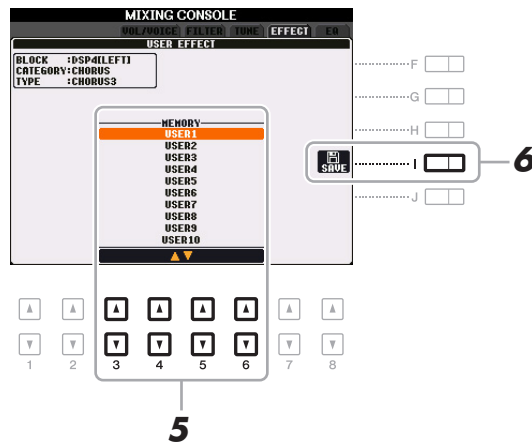 MIXING CONSOLE
VOL/VOICE FILTER TUNE EFFECT EQ
USER EFFECT
BLOCK :DSP4[LEFT]
CATEGORY:CHORUS
TYPE :CHORUS3
MEMORY
USER1
USER2
USER3
USER4
USER5
USER6
USER7
USER8
USER9
USER10
F
G
H
SAVE
I
6
J
1 2 3 4 5 6 7 8
5